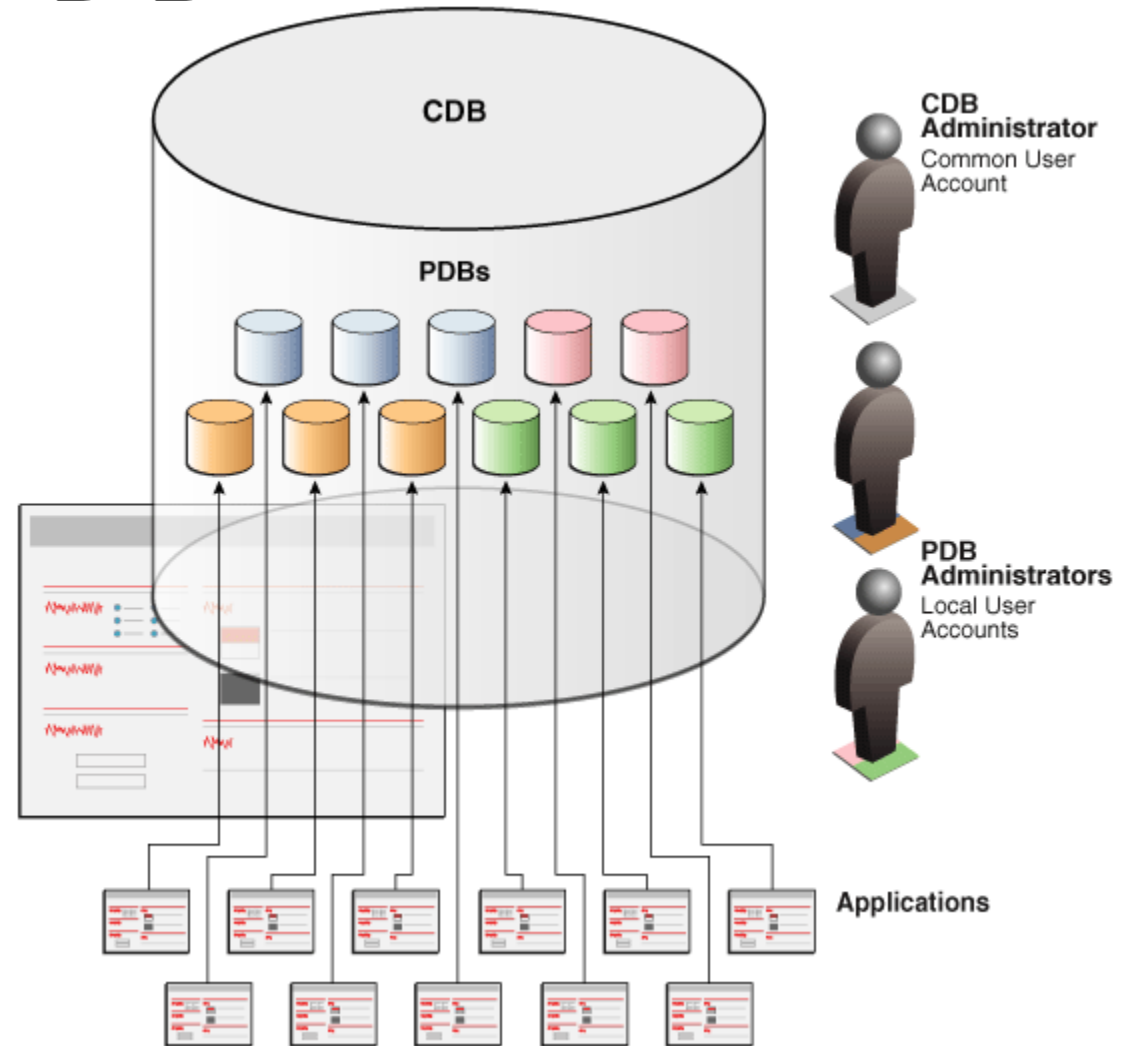 CDB
CDB
Administrator
Common User
Account
PDBs
PDB
Administrators
Local User
Accounts
Applications